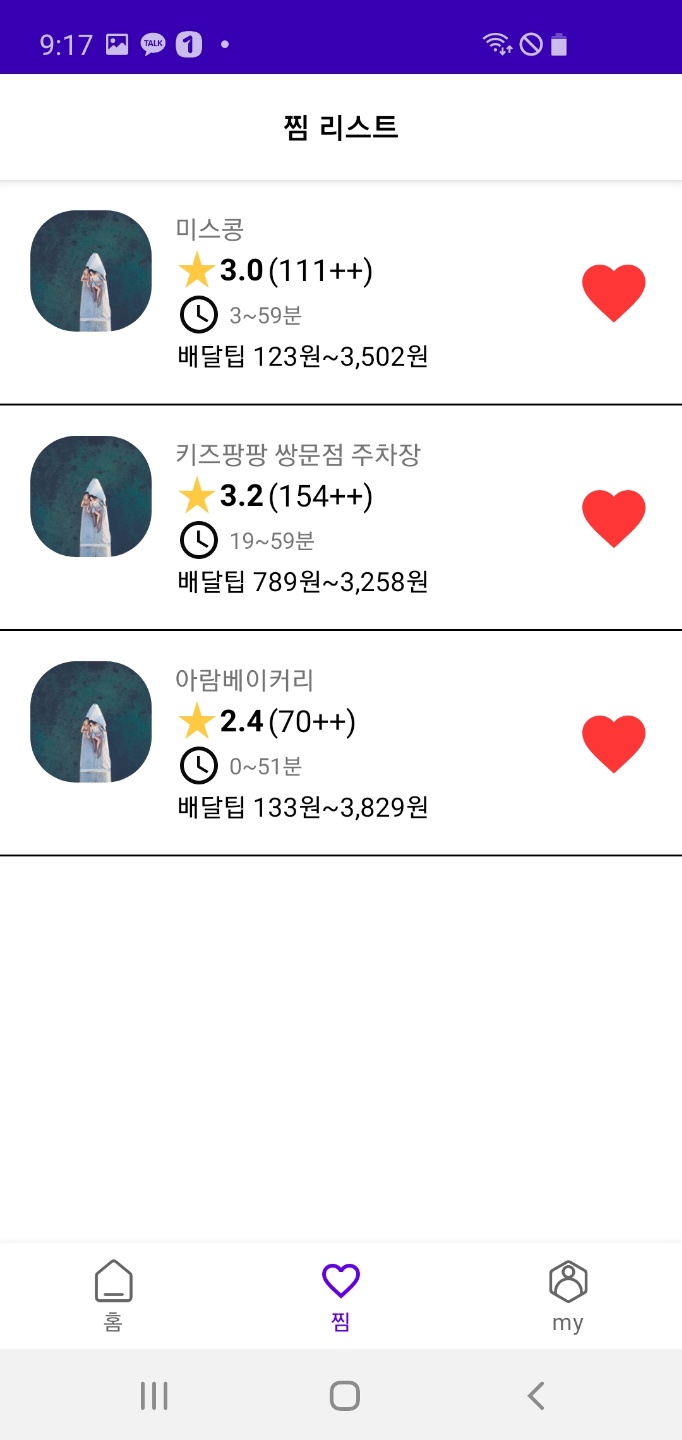 9:17 TALK 1
찜 리스트
미스콩
3.0 (111++)
3~59분
배달팁 123원~3,502원
키즈팡팡 쌍문점 주차장
3.2 (154++)
19~59분
배달팁 789원~3,258원
아람베이커리
2.4 (70++)
0~51분
배달팁 133원~3,829원
홈 찜 my